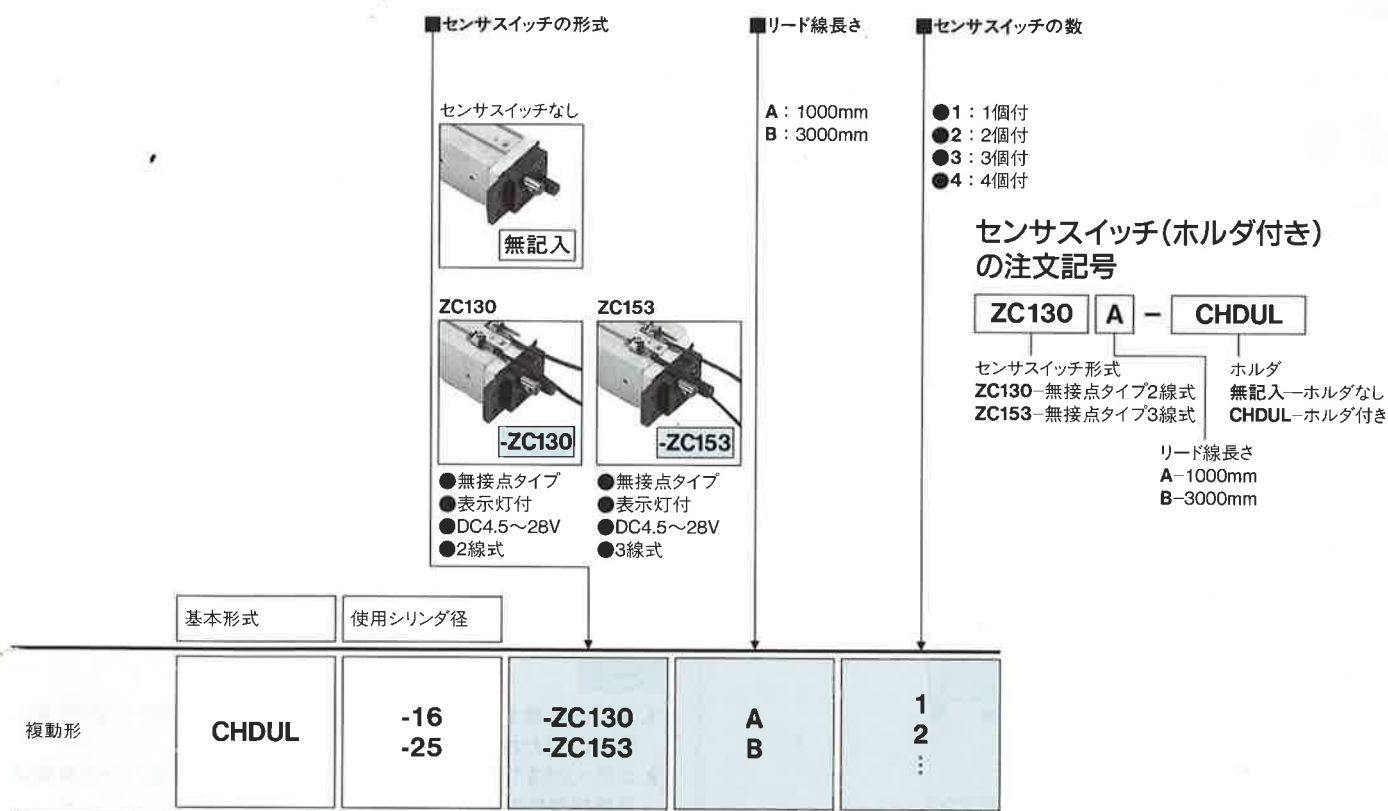 ■センサスイッチの形式
■リード線長さ
■センサスイッチの数
センサスイッチなし
無記入
A：1000mm
B：3000mm
●1：1個付
●2：2個付
●3：3個付
●4：4個付
センサスイッチ（ホルダ付き）
の注文記号
ZC130 A － CHDUL
センサスイッチ形式
ZC130－無接点タイプ2線式
ZC153－無接点タイプ3線式
ホルダ
無記入－ホルダなし
CHDUL－ホルダ付き
リード線長さ
A－1000mm
B－3000mm
ZC130
-ZC130
●無接点タイプ
●表示灯付
●DC4.5～28V
●2線式
ZC153
-ZC153
●無接点タイプ
●表示灯付
●DC4.5～28V
●3線式
基本形式
使用シリンダ径
複動形
CHDUL
-16
-25
-ZC130
-ZC153
A
B
1
2
⋮